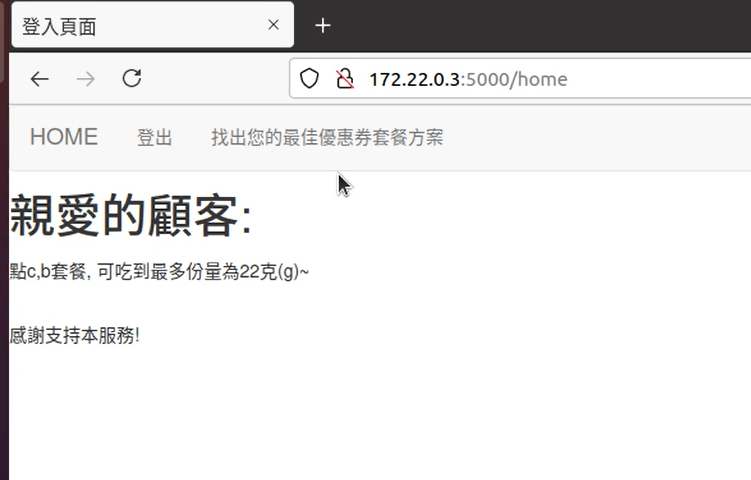 登入頁面
172.22.0.3:5000/home
HOME 登出 找出您的最佳優惠券套餐方案
親愛的顧客:
點c,b套餐, 可吃到最多份量為22克(g)~
感謝支持本服務!